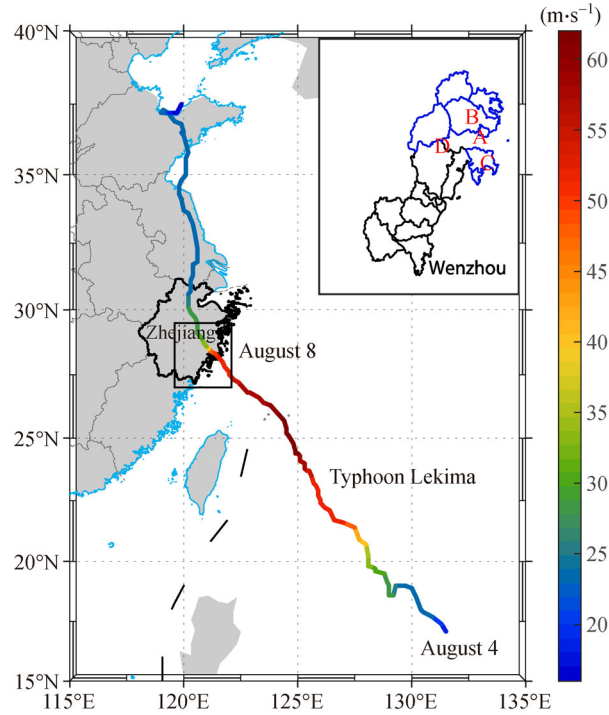 (m·s⁻¹)
40°N
35°N
30°N
25°N
20°N
15°N
115°E
120°E
125°E
130°E
135°E
B
A
D
C
Wenzhou
Zhejiang
August 8
Typhoon Lekima
August 4
60
55
50
45
40
35
30
25
20